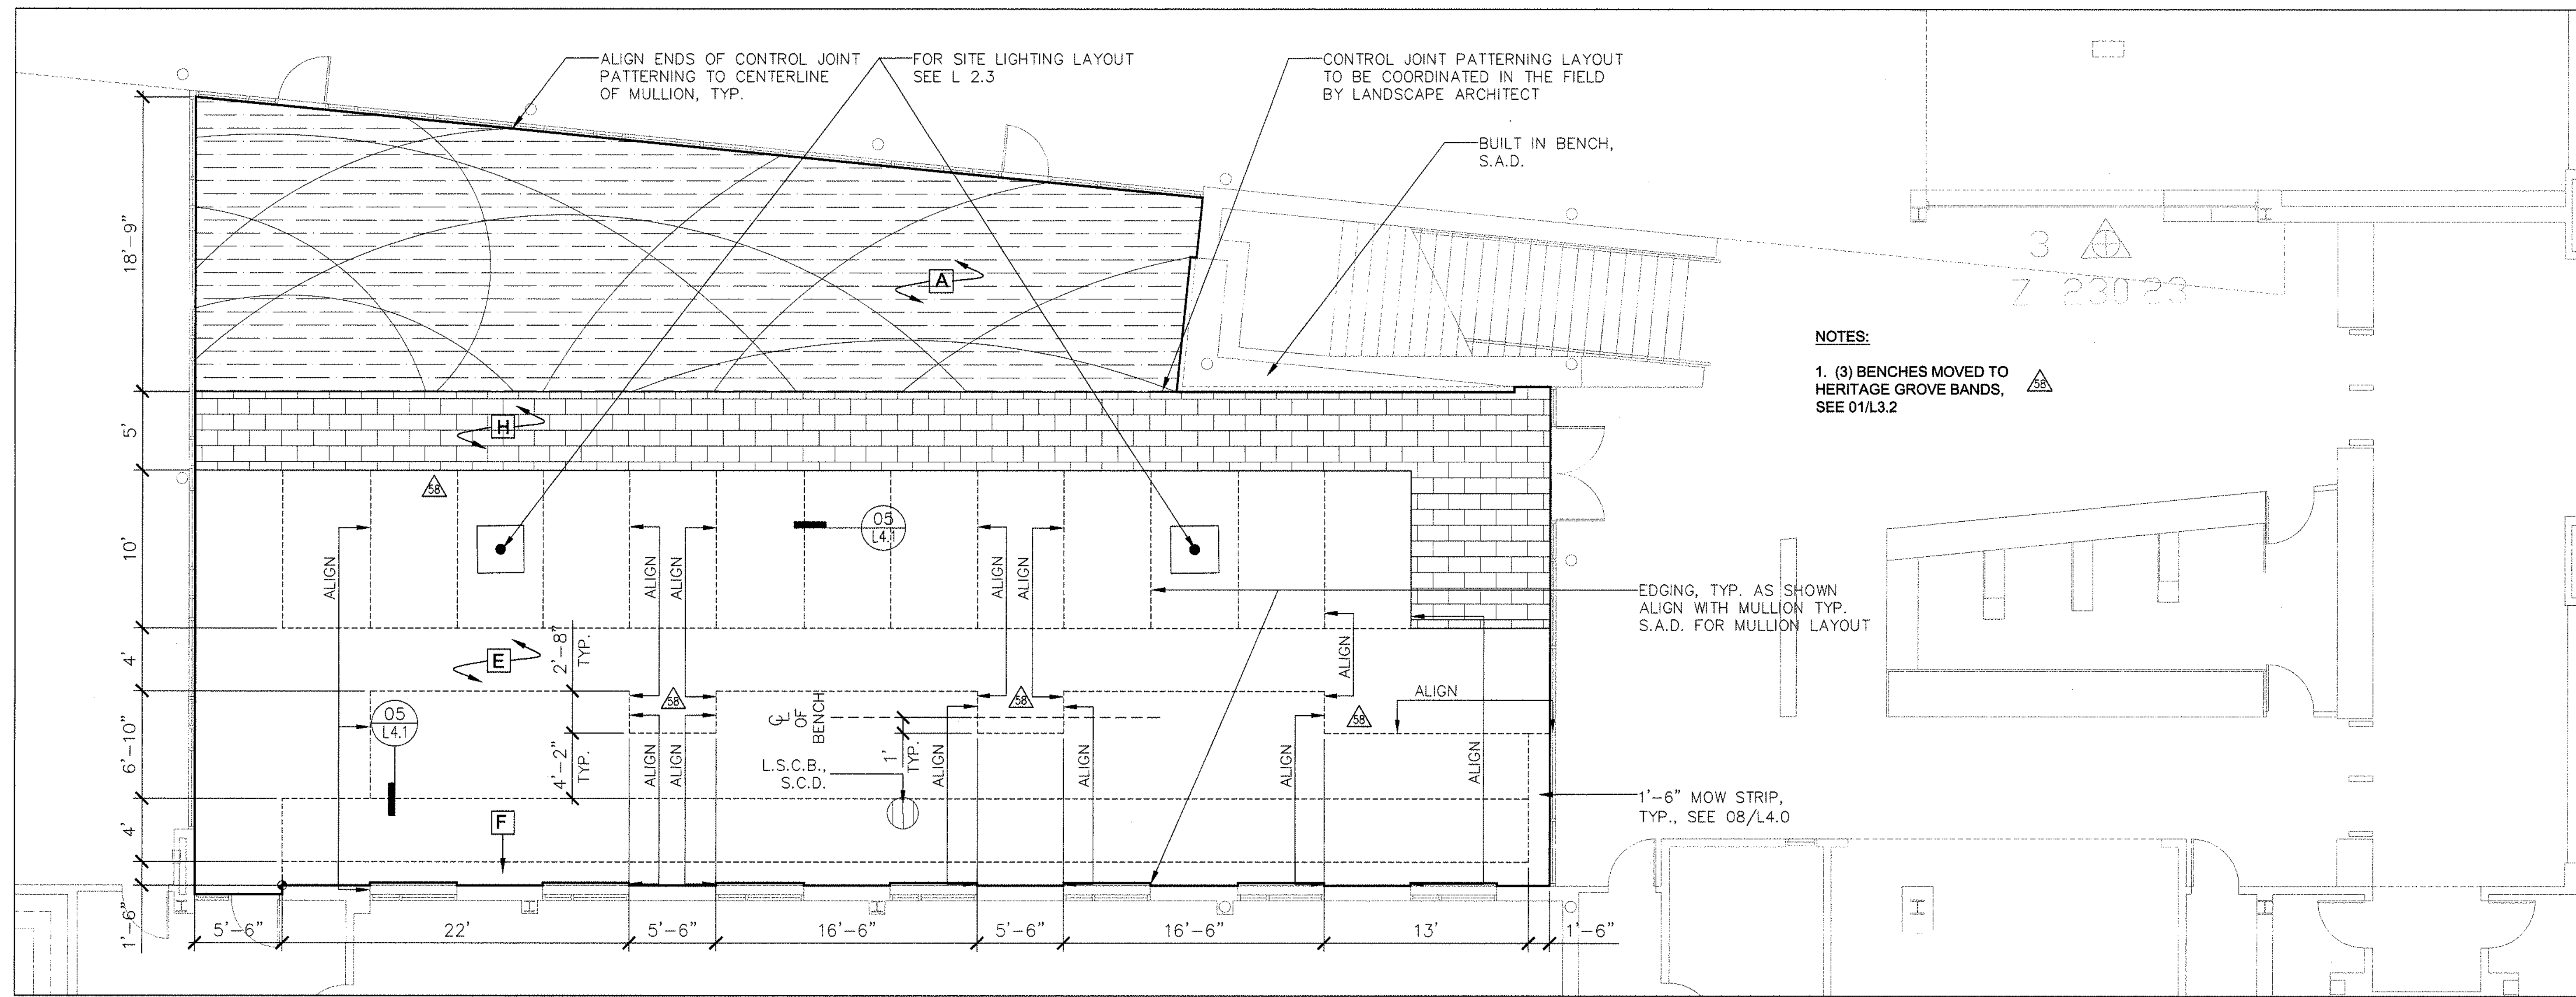 ALIGN ENDS OF CONTROL JOINT
PATTERNING TO CENTERLINE
OF MULLION, TYP.
FOR SITE LIGHTING LAYOUT
SEE L 2.3
CONTROL JOINT PATTERNING LAYOUT
TO BE COORDINATED IN THE FIELD
BY LANDSCAPE ARCHITECT
BUILT IN BENCH,
S.A.D.
18'-9"
A
3
Z 230 23
NOTES:
1. (3) BENCHES MOVED TO
HERITAGE GROVE BANDS,
SEE 01/L3.2
58
5'
H
58
10'
05
L4.1
ALIGN
ALIGN
ALIGN
ALIGN
ALIGN
EDGING, TYP. AS SHOWN
ALIGN WITH MULLION TYP.
S.A.D. FOR MULLION LAYOUT
4'
E
2'-8"
TYP.
ALIGN
ALIGN
6'-10"
05
L4.1
58
58
58
℄
OF
BENCH
4'-2"
TYP.
1'
TYP.
L.S.C.B.,
S.C.D.
ALIGN
ALIGN
ALIGN
ALIGN
ALIGN
ALIGN
1'-6" MOW STRIP,
TYP., SEE 08/L4.0
4'
F
1'-6"
5'-6"
22'
5'-6"
16'-6"
5'-6"
16'-6"
13'
1'-6"